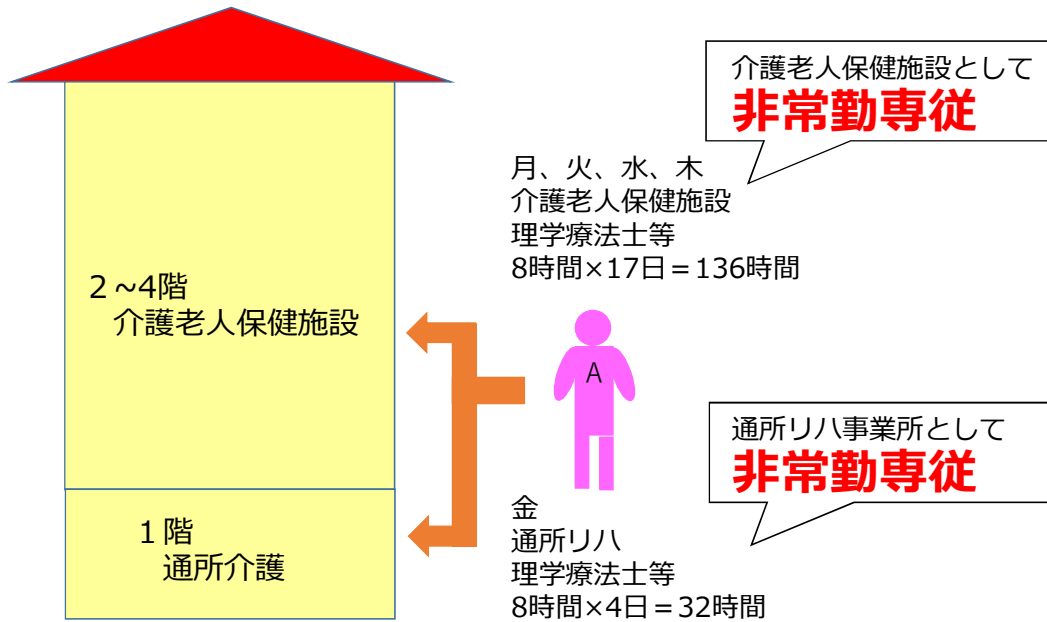 介護老人保健施設として
非常勤専従
月、火、水、木
介護老人保健施設
理学療法士等
8時間×17日＝136時間
２~4階
介護老人保健施設
A
通所リハ事業所として
非常勤専従
１階
通所介護
金
通所リハ
理学療法士等
8時間×4日＝32時間